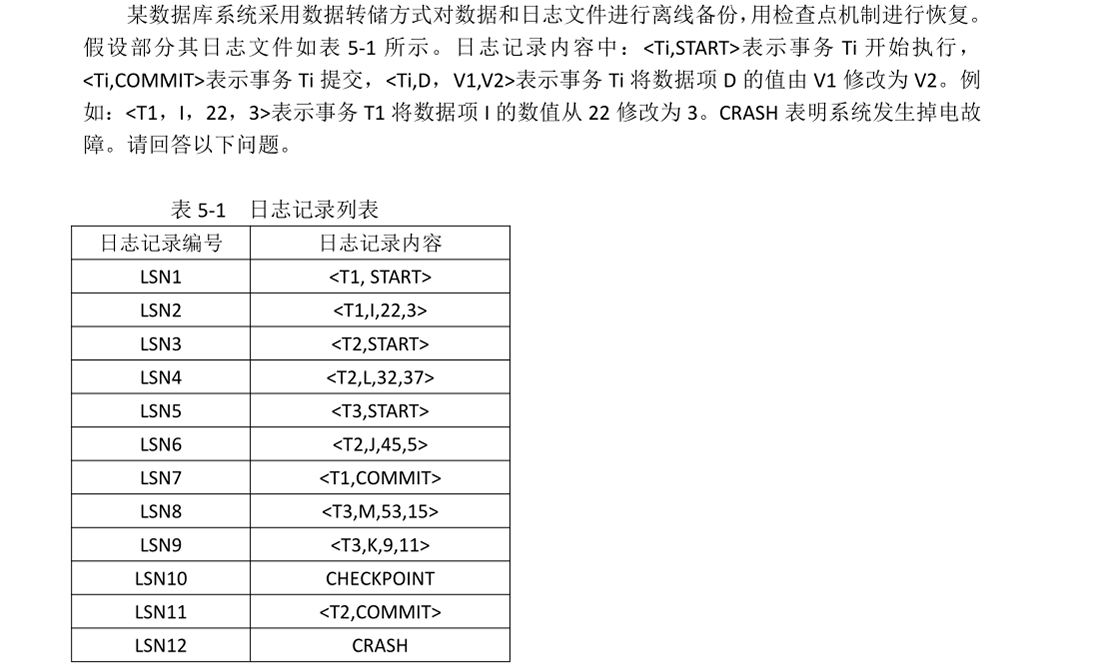 某数据库系统采用数据转储方式对数据和日志文件进行离线备份，用检查点机制进行恢复。
假设部分其日志文件如表 5-1 所示。日志记录内容中：<Ti,START>表示事务 Ti 开始执行，
<Ti,COMMIT>表示事务 Ti 提交，<Ti,D，V1,V2>表示事务 Ti 将数据项 D 的值由 V1 修改为 V2。例
如：<T1，I，22，3>表示事务 T1 将数据项 I 的数值从 22 修改为 3。CRASH 表明系统发生掉电故
障。请回答以下问题。
表 5-1 日志记录列表
日志记录编号 日志记录内容
LSN1 <T1, START>
LSN2 <T1,I,22,3>
LSN3 <T2,START>
LSN4 <T2,L,32,37>
LSN5 <T3,START>
LSN6 <T2,J,45,5>
LSN7 <T1,COMMIT>
LSN8 <T3,M,53,15>
LSN9 <T3,K,9,11>
LSN10 CHECKPOINT
LSN11 <T2,COMMIT>
LSN12 CRASH